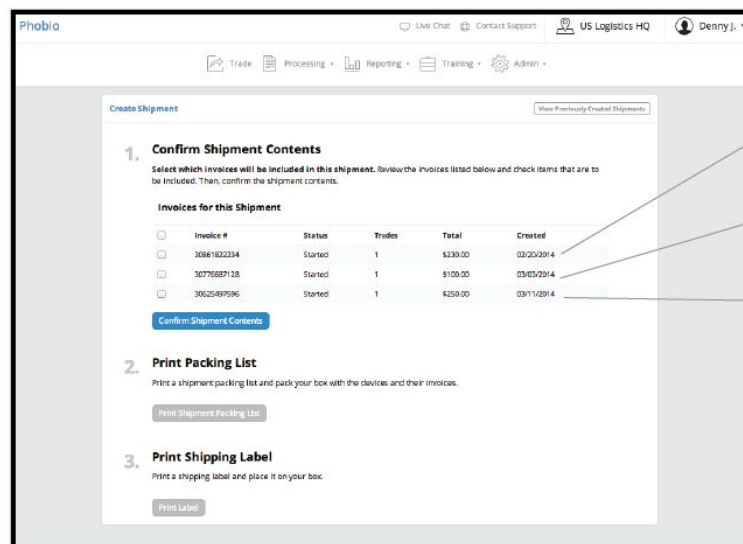 Phobio
Live Chat Contact Support US Logistics HQ Denny J.
Trade Processing Reporting Training Admin
Create Shipment View Previously Created Shipments
1. Confirm Shipment Contents
Select which invoices will be included in this shipment. Review the invoices listed below and check items that are to
be included. Then, confirm the shipment contents.
Invoices for this Shipment
Invoice # Status Trades Total Created
30861822234 Started 1 $230.00 02/20/2014
30775887128 Started 1 $100.00 03/03/2014
30625497596 Started 1 $250.00 03/11/2014
Confirm Shipment Contents
2. Print Packing List
Print a shipment packing list and pack your box with the devices and their invoices.
Print Shipment Packing List
3. Print Shipping Label
Print a shipping label and place it on your box.
Print Label